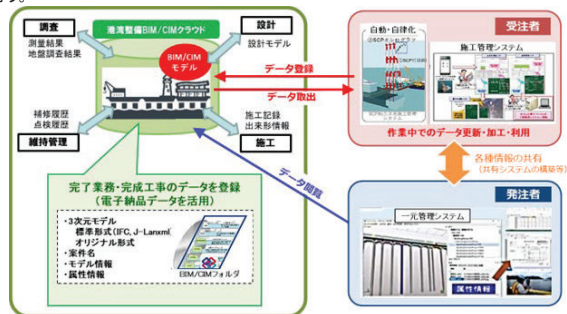 す。
調査
測量結果
地盤調査結果
港湾整備BIM/CIMクラウド
設計
設計モデル
BIM/CIM
モデル
補修履歴
点検履歴
維持管理
施工記録
出来形情報
施工
完了業務・完成工事のデータを登録
（電子納品データを活用）
・3次元モデル
標準形式(IFC、J-Lanxml)
オリジナル形式
・案件名
・モデル情報
・属性情報
BIM/CIMフォルダ
データ登録
データ取出
データ閲覧
受注者
自動・自律化
施工管理システム
作業中でのデータ更新・加工・利用
各種情報の共有
（共有システムの構築等）
発注者
一元管理システム
属性情報